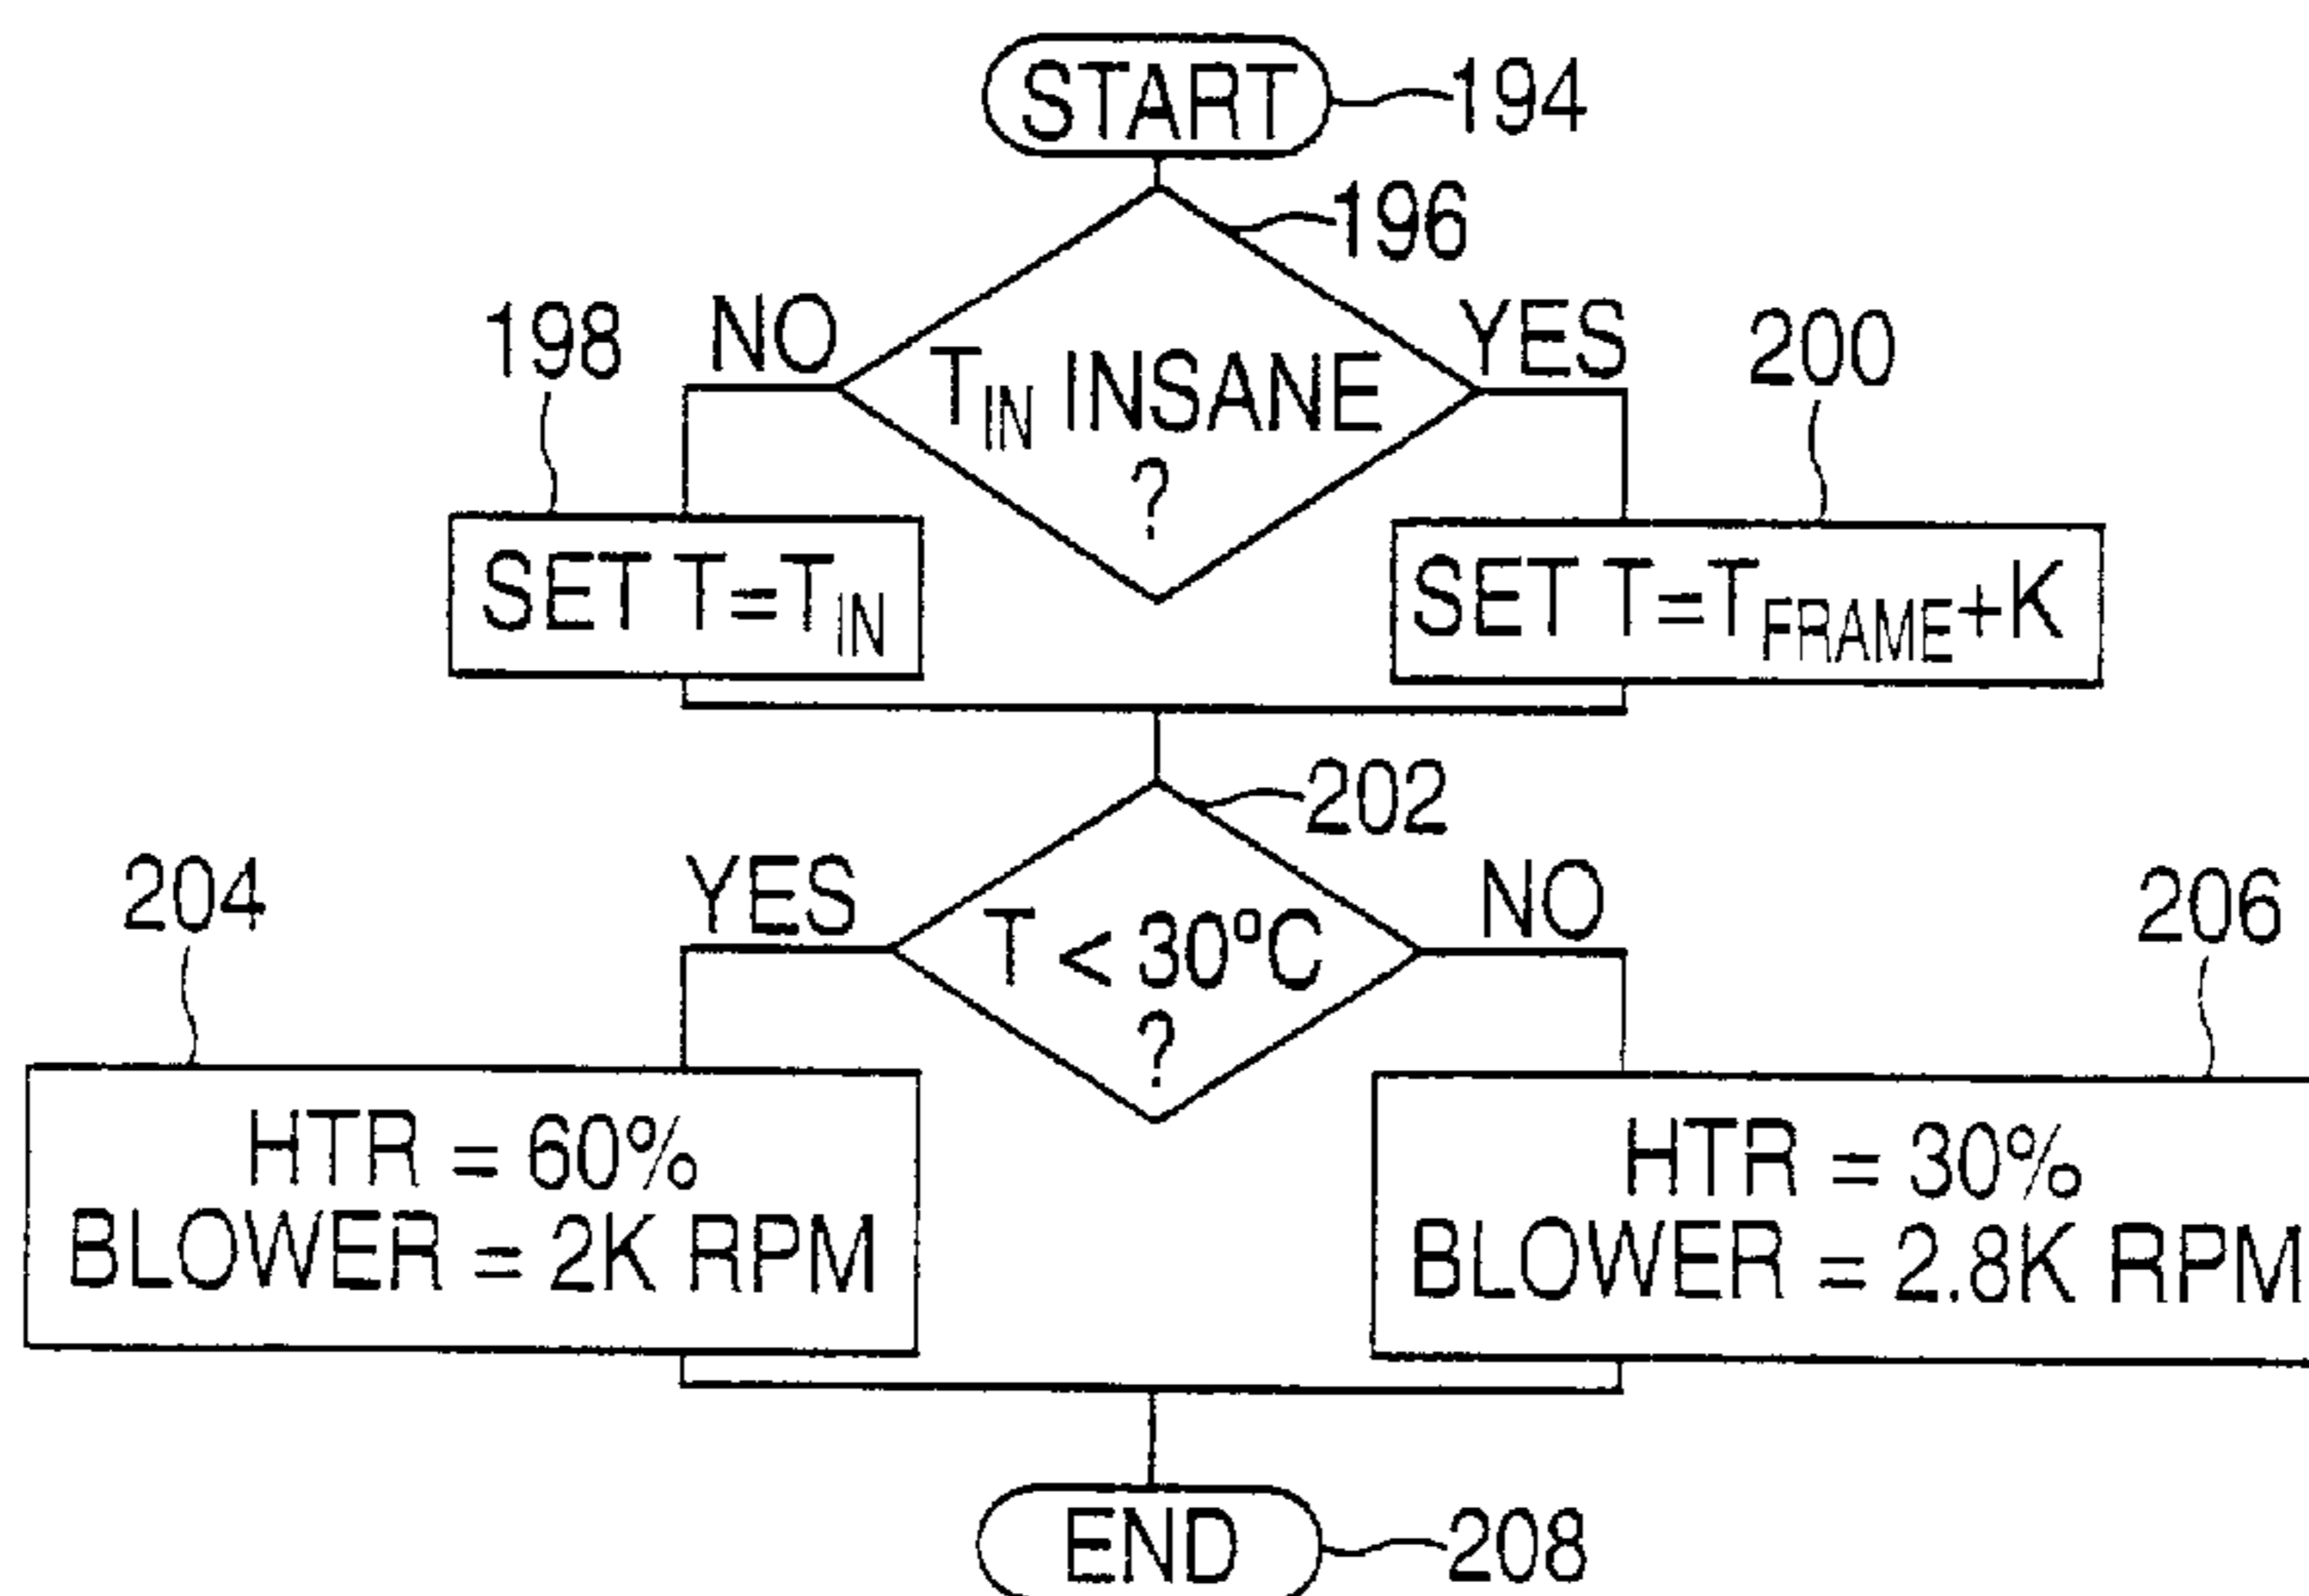 START
194
196
198
NO
T_IN INSANE
?
YES
200
SET T=T_IN
SET T=T_FRAME+K
202
204
YES
T < 30°C
?
NO
206
HTR = 60%
BLOWER = 2K RPM
HTR = 30%
BLOWER = 2.8K RPM
END
208